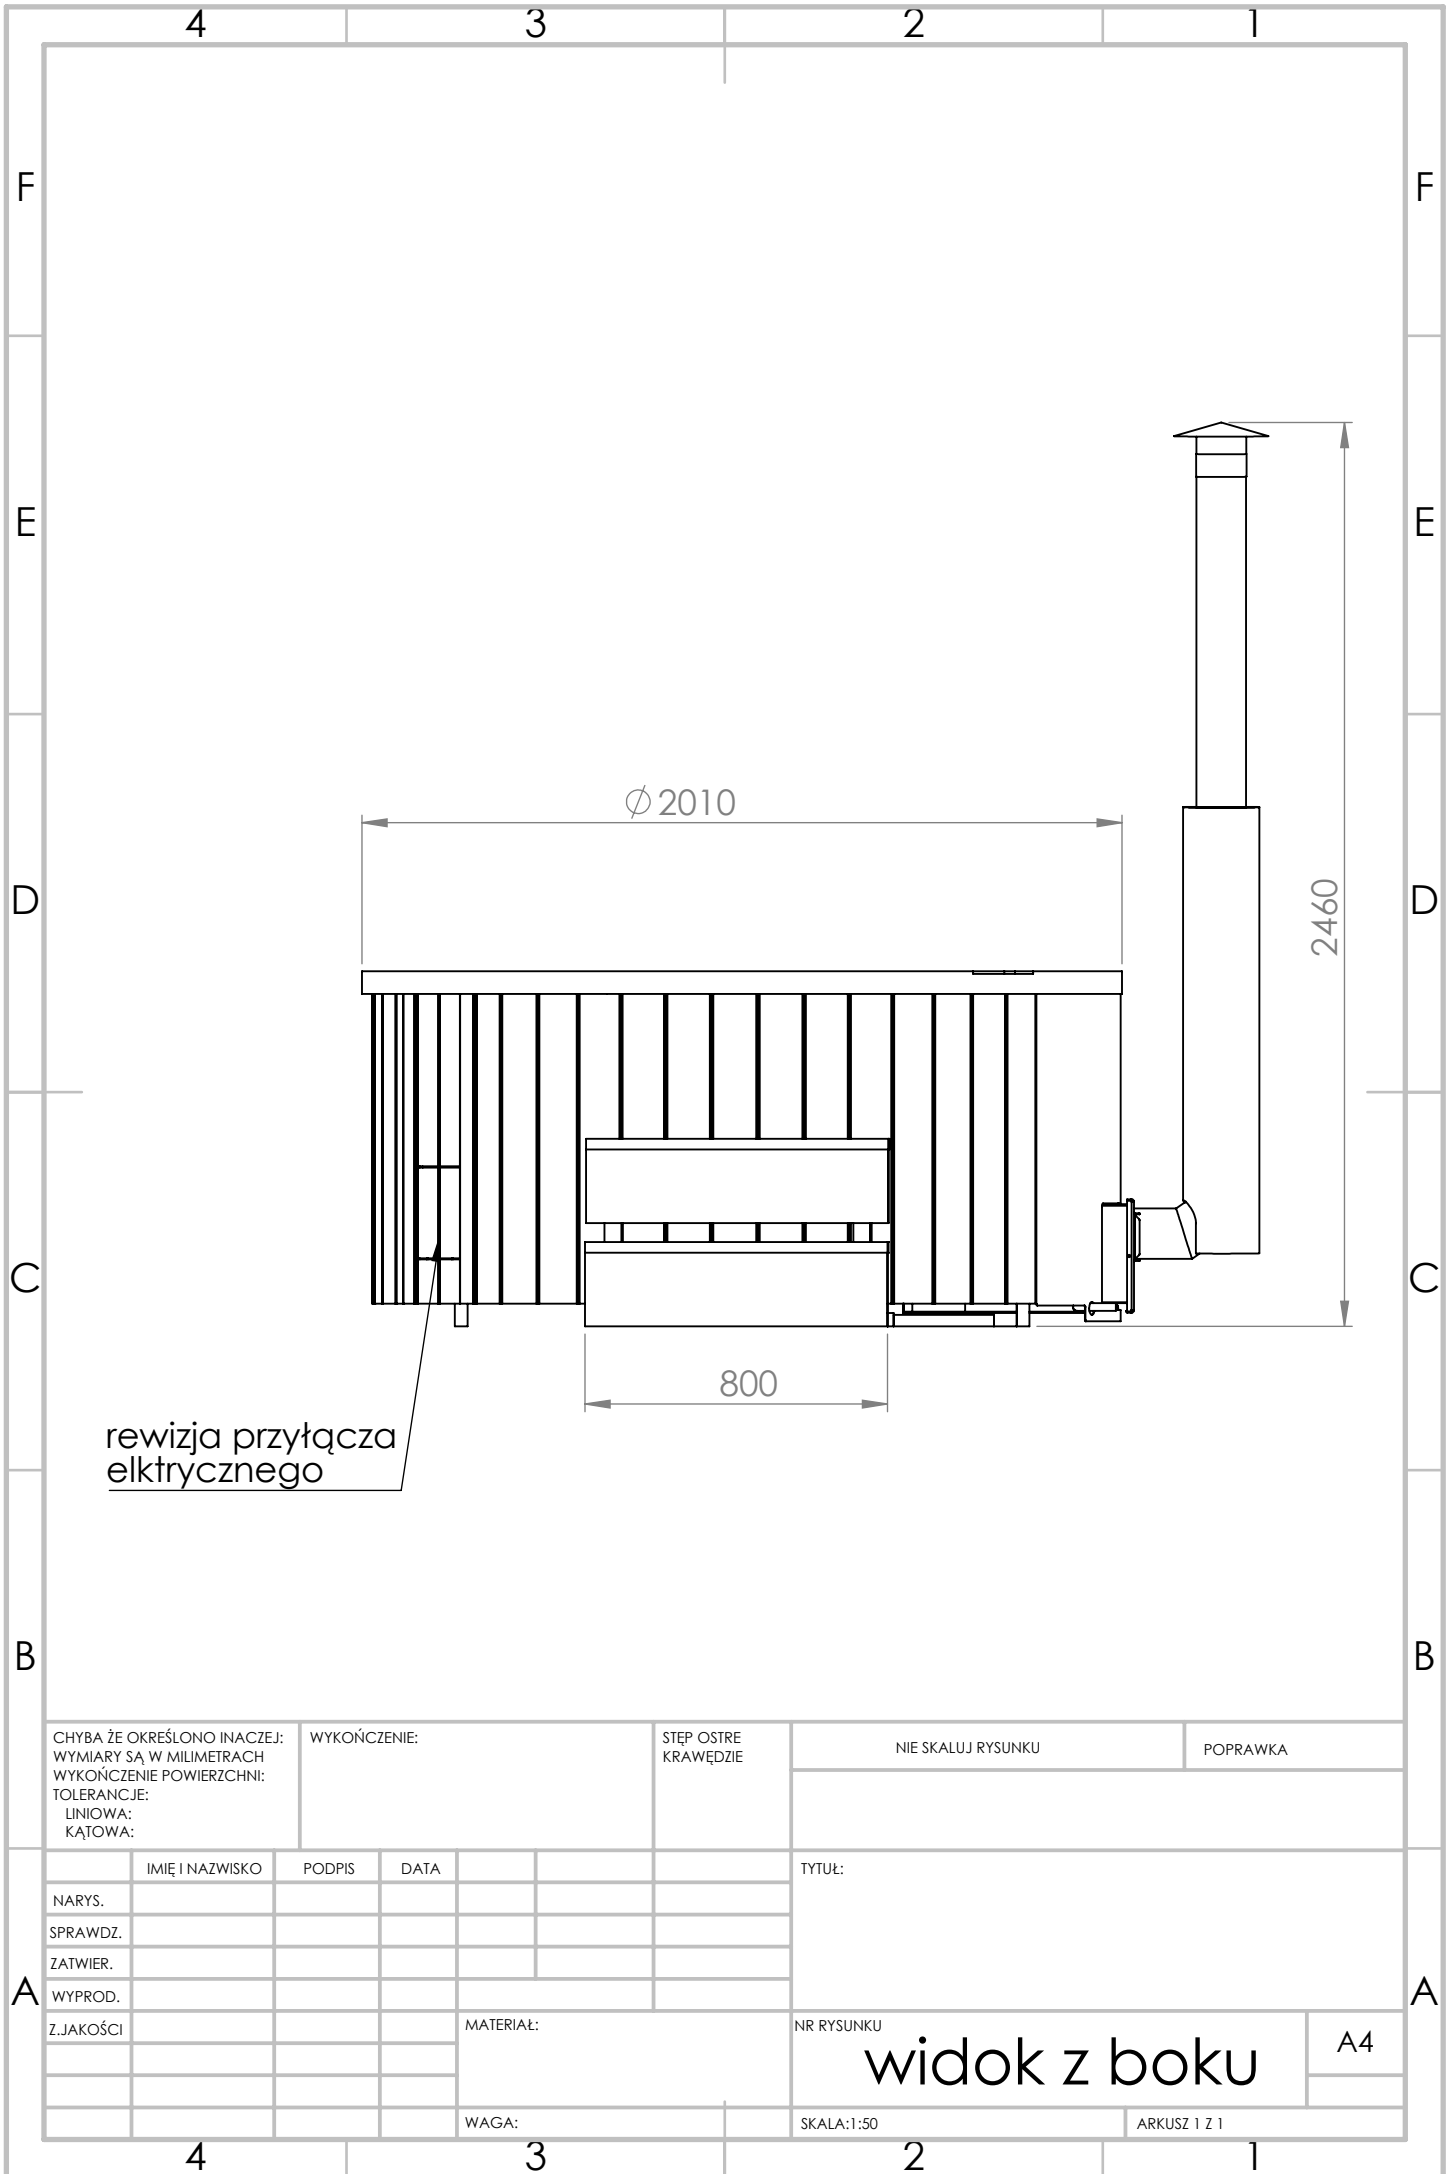 4 3 2 1
F F
E E
∅2010
D D
2460
C C
800
rewizja przyłącza
elktrycznego
B B
CHYBA ŻE OKREŚLONO INACZEJ:
WYMIARY SĄ W MILIMETRACH
WYKOŃCZENIE POWIERZCHNI:
TOLERANCJE:
LINIOWA:
KĄTOWA:
WYKOŃCZENIE:
STĘP OSTRE
KRAWĘDZIE
NIE SKALUJ RYSUNKU
POPRAWKA
IMIĘ I NAZWISKO PODPIS DATA
TYTUŁ:
NARYS.
SPRAWDZ.
ZATWIER.
A A
WYPROD.
Z.JAKOŚCI
MATERIAŁ:
NR RYSUNKU
widok z boku
A4
WAGA:
SKALA:1:50
ARKUSZ 1 Z 1
4 3 2 1